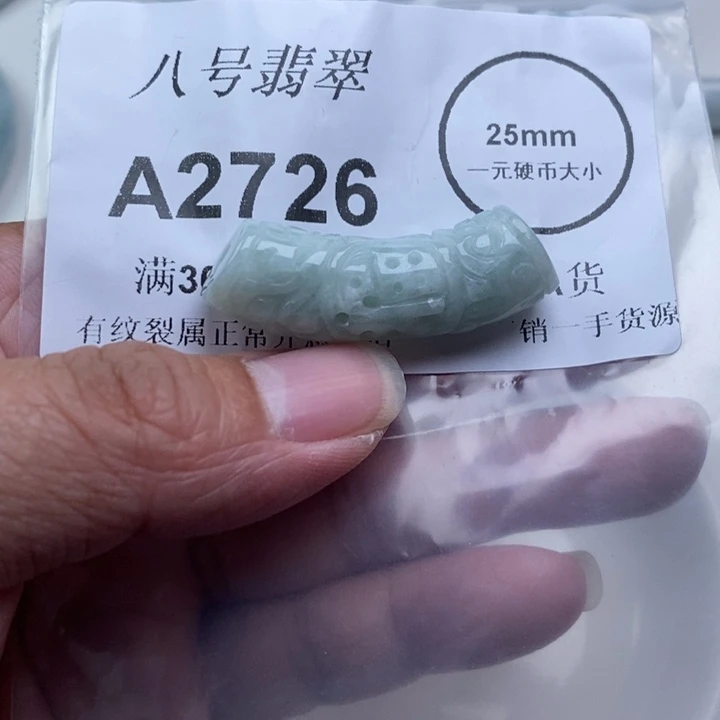 八号翡翠
25mm
一元硬币大小
A2726
满30 货
有纹裂属正常 销一手货源